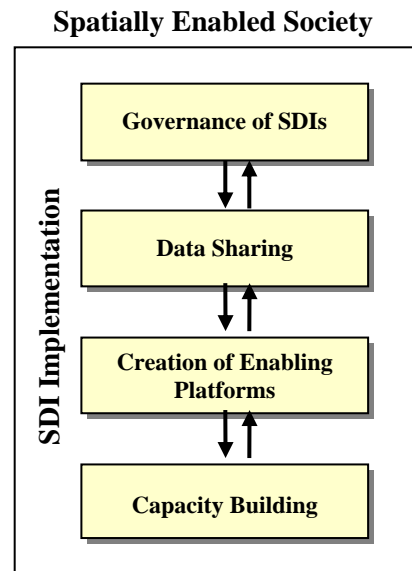 Spatially Enabled Society
SDI Implementation
Governance of SDIs
Data Sharing
Creation of Enabling
Platforms
Capacity Building